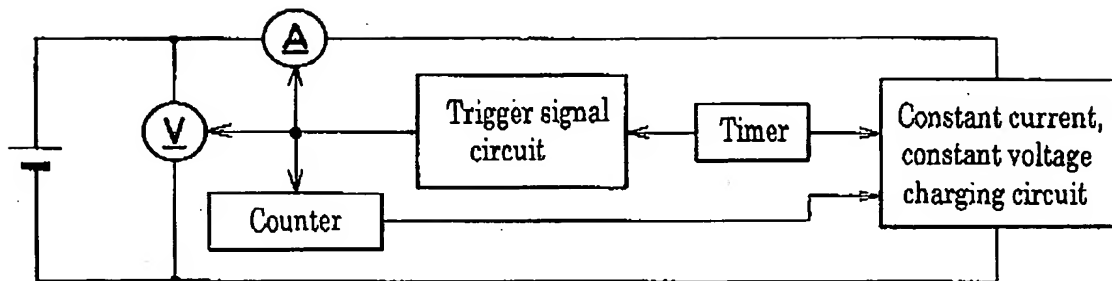 A
V
Trigger signal
circuit
Timer
Constant current,
constant voltage
charging circuit
Counter